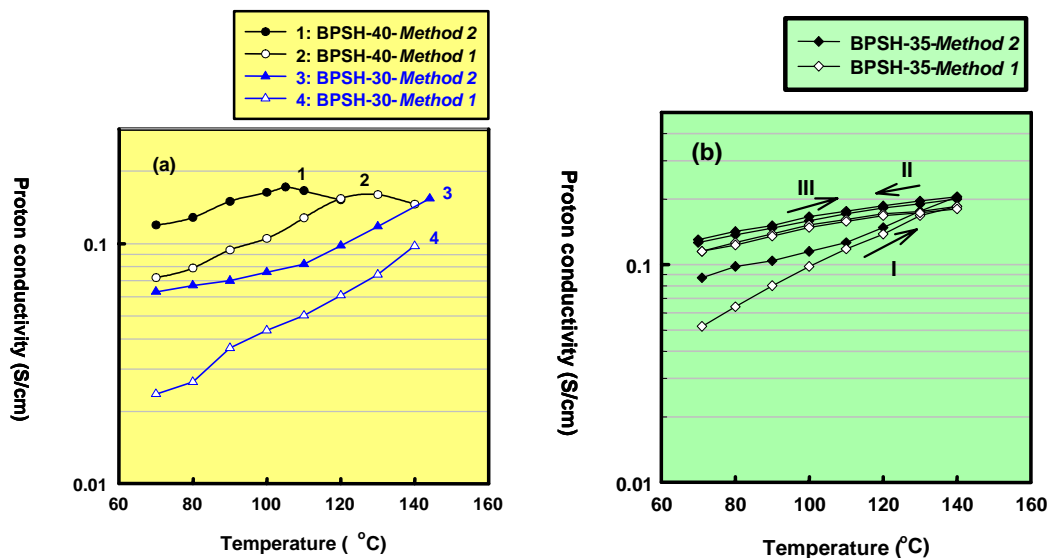 1: BPSH-40-Method 2
2: BPSH-40-Method 1
3: BPSH-30-Method 2
4: BPSH-30-Method 1
(a)
1
2
3
4
Proton conductivity (S/cm)
0.1
0.01
60 80 100 120 140 160
Temperature ( °C)
BPSH-35-Method 2
BPSH-35-Method 1
(b)
II
III
I
Proton conductivity (S/cm)
0.1
0.01
60 80 100 120 140 160
Temperature (°C)